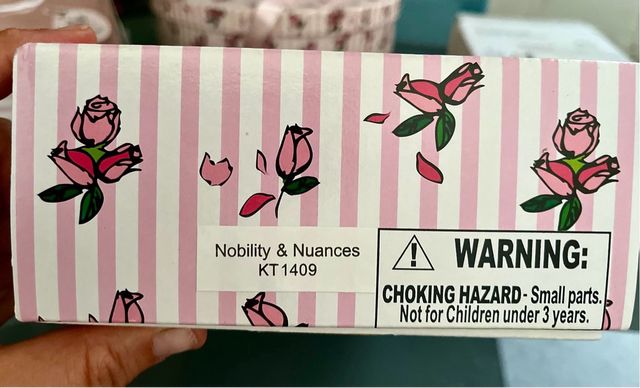 Nobility & Nuances
KT1409
WARNING:
CHOKING HAZARD - Small parts.
Not for Children under 3 years.